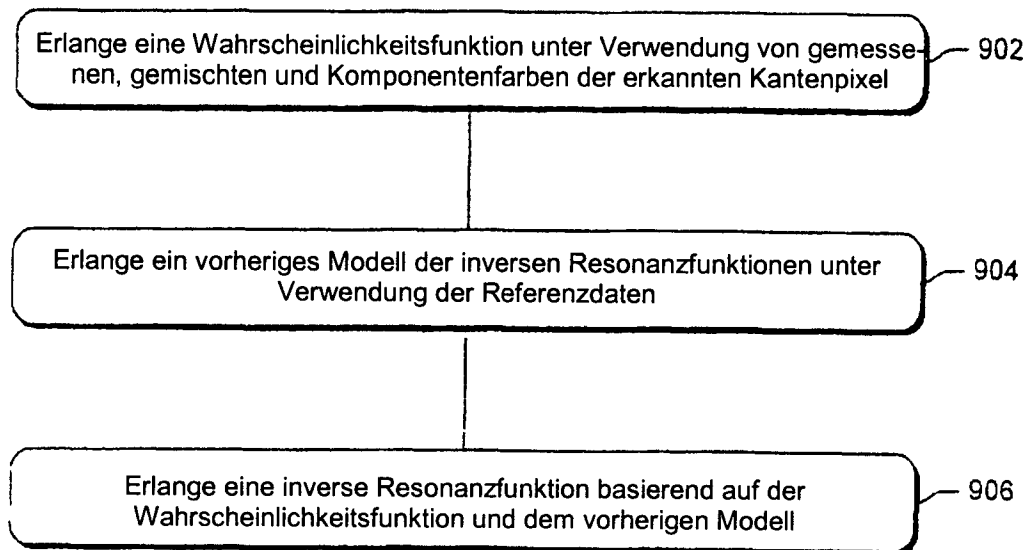 Erlange eine Wahrscheinlichkeitsfunktion unter Verwendung von gemesse-
nen, gemischten und Komponentenfarben der erkannten Kantenpixel
902
Erlange ein vorheriges Modell der inversen Resonanzfunktionen unter
Verwendung der Referenzdaten
904
Erlange eine inverse Resonanzfunktion basierend auf der
Wahrscheinlichkeitsfunktion und dem vorherigen Modell
906